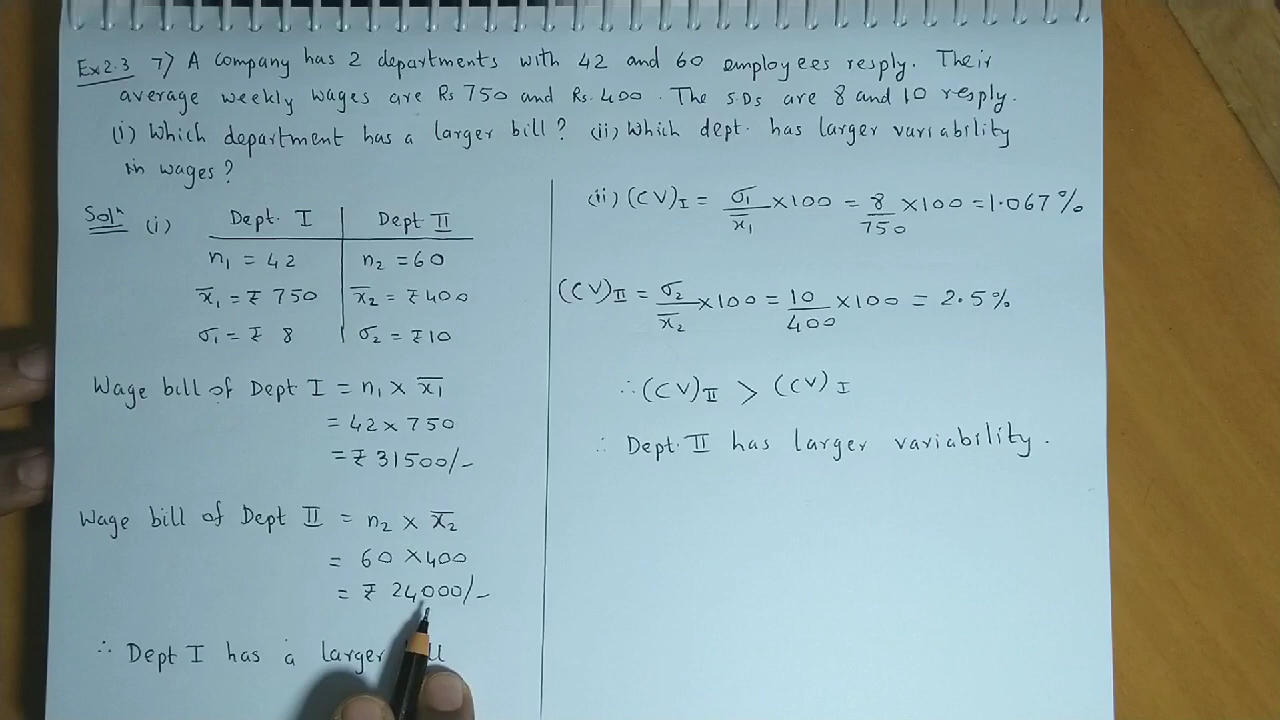 Ex 2.3 7) A company has 2 departments with 42 and 60 employees resply. Their
average weekly wages are Rs 750 and Rs. 400. The S.Ds are 8 and 10 resply.
(i) Which department has a larger bill? (ii) Which dept. has larger variability
in wages?
Solⁿ (i)
Dept. I | Dept II
n₁ = 42 | n₂ = 60
x̅₁ = ₹ 750 | x̅₂ = ₹400
σ₁ = ₹ 8 | σ₂ = ₹10
Wage bill of Dept I = n₁ × x̅₁
= 42 × 750
= ₹ 31500/-
Wage bill of Dept II = n₂ × x̅₂
= 60 × 400
= ₹ 24000/-
∴ Dept I has a larger
(ii) (CV)I = σ₁/x̅₁ × 100 = 8/750 × 100 = 1.067%
(CV)II = σ₂/x̅₂ × 100 = 10/400 × 100 = 2.5%
∴ (CV)II > (CV)I
∴ Dept. II has larger variability.